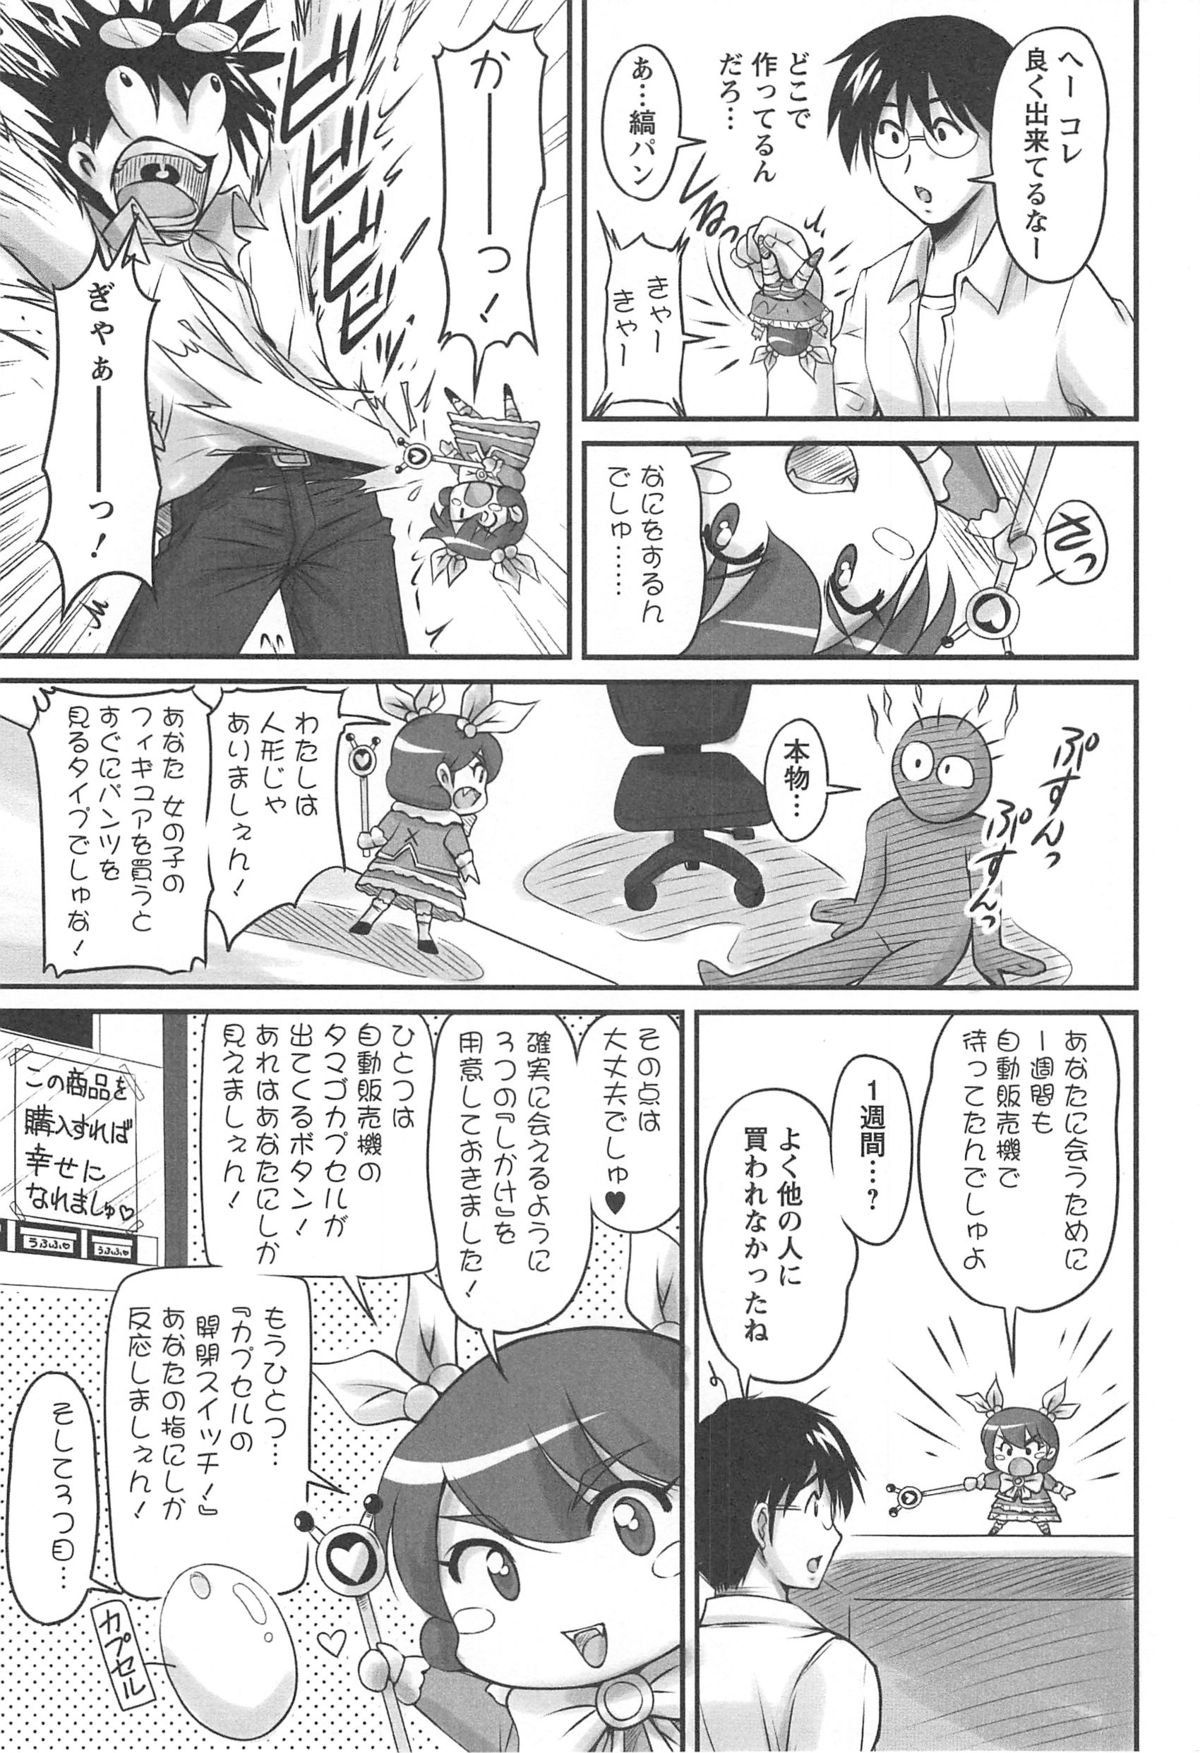 へーコレ
良く出来てるなー
どこで
作ってるん
だろ…
あ…縞パン
きゃー
きゃー
なにをするん
でしゅ……
さっ
かーーっ！
ぎゃぁーーっ！
ぷすんっ
ぷすんっ
本物…
わたしは
人形じゃ
ありましぇん！
あなた 女の子の
フィギュアを買うと
すぐにパンツを
見るタイプでしゅな！
あなたに会うために
1週間も
自動販売機で
待ってたんでしゅよ
1週間…？
よく他の人に
買われなかったね
その点は
大丈夫でしゅ♥
確実に会えるように
3つの『しかけ』を
用意しておきました！
ひとつは
自動販売機の
タマゴカプセルが
出てくるボタン！
あれはあなたにしか
見えましぇん！
この商品を
購入すれば
幸せに
なれましゅ♡
うふふ♡
うふふ♡
もうひとつ…
『カプセルの
開閉スイッチ！』
あなたの指にしか
反応しましぇん！
カプセル
そして3つ目…